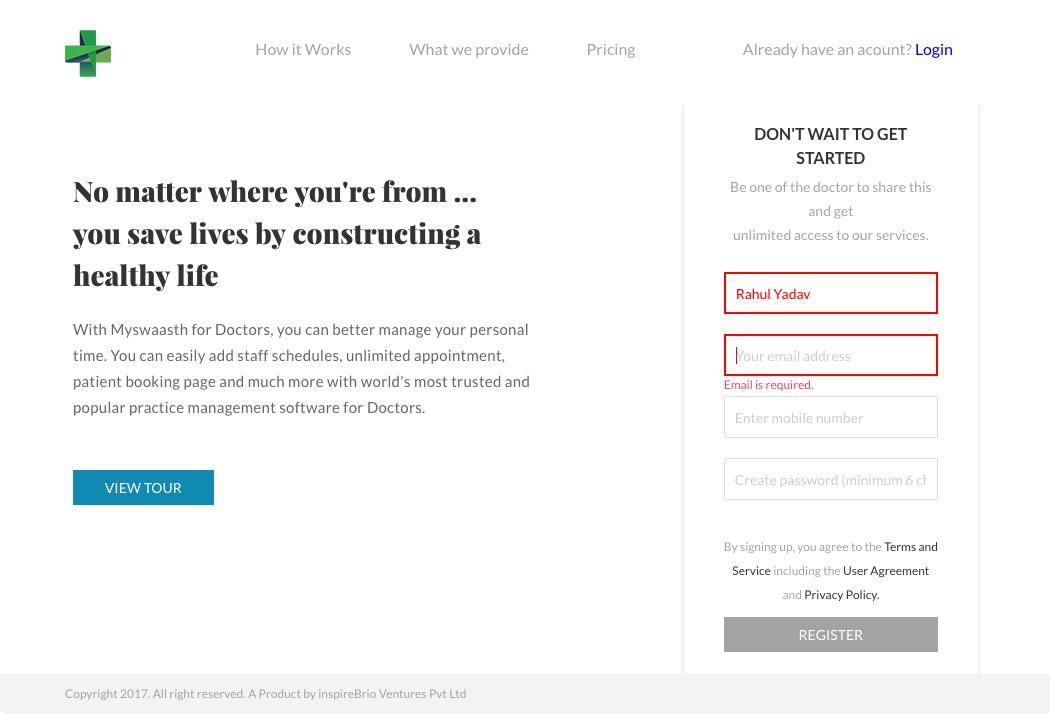 How it Works
What we provide
Pricing
Already have an acount? Login
No matter where you're from ...
you save lives by constructing a
healthy life
With Myswaasth for Doctors, you can better manage your personal
time. You can easily add staff schedules, unlimited appointment,
patient booking page and much more with world's most trusted and
popular practice management software for Doctors.
VIEW TOUR
DON'T WAIT TO GET
STARTED
Be one of the doctor to share this
and get
unlimited access to our services.
Rahul Yadav
Your email address
Email is required.
Enter mobile number
Create password (minimum 6 ch
By signing up, you agree to the Terms and
Service including the User Agreement
and Privacy Policy.
REGISTER
Copyright 2017. All right reserved. A Product by inspireBrio Ventures Pvt Ltd